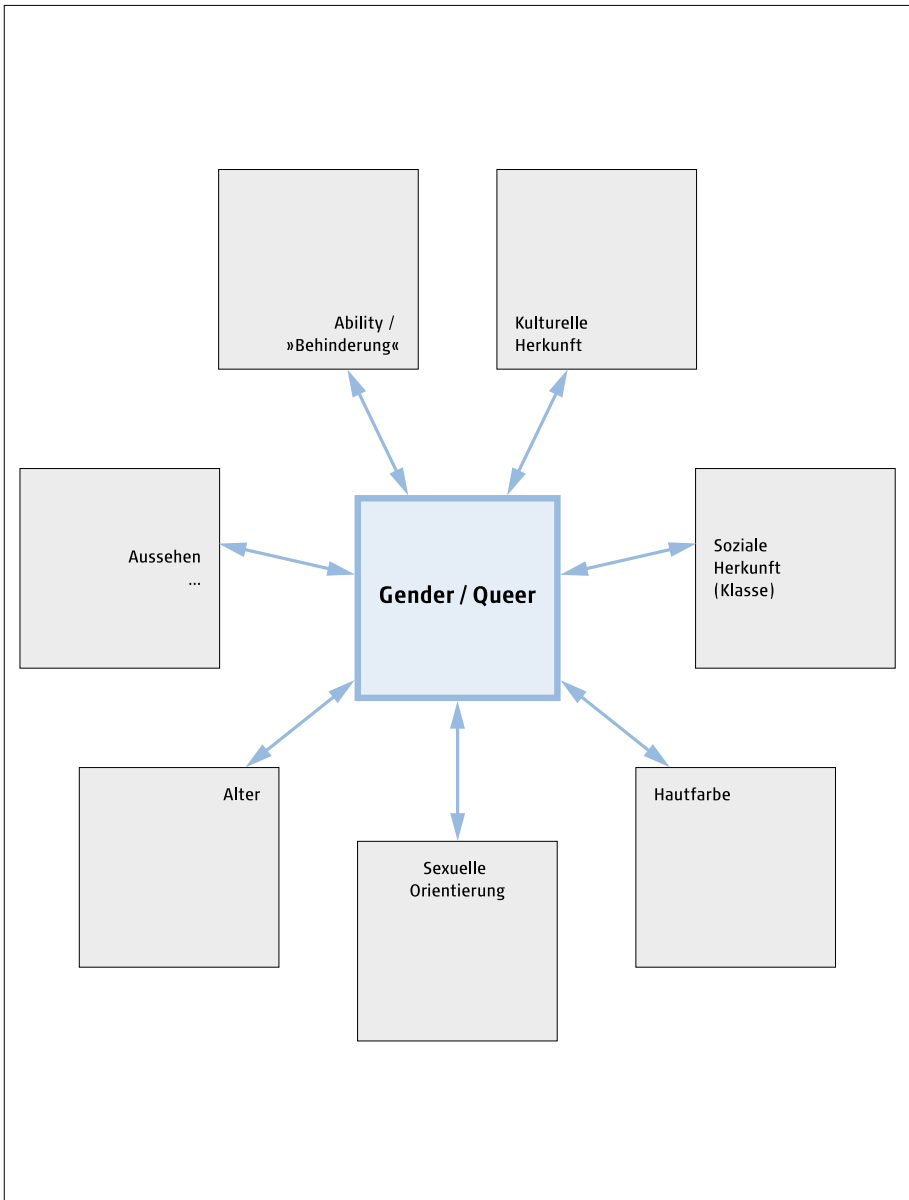 Ability /
»Behinderung«
Kulturelle
Herkunft
Aussehen
...
Gender / Queer
Soziale
Herkunft
(Klasse)
Alter
Sexuelle
Orientierung
Hautfarbe